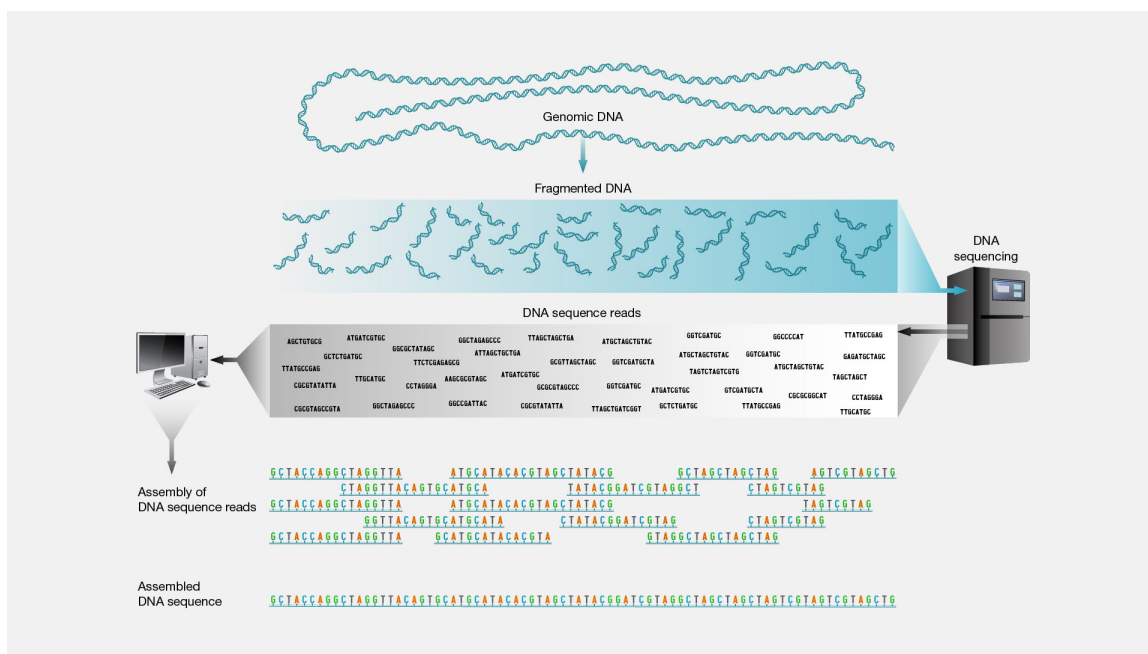 Genomic DNA
Fragmented DNA
DNA
sequencing
DNA sequence reads
AGCTGTGCG ATGATCGTGC GGCGCTATAGC GGCTAGAGCCC TTAGCTAGCTGA ATGCTAGCTGTAC GGTCGATGC GGCCCCAT TTATGCCGAG
GCTCTGATGC TTCTCGAGAGCG ATTAGCTGCTGA GCGTTAGCTAGC GGTCGATGCTA ATGCTAGCTGTAC GGTCGATGC GAGATGCTAGC
TTATGCCGAG TTGCATGC AAGCGCGTAGC ATGATCGTGC TAGTCTAGTCGTG ATGCTAGCTGTAC TAGCTAGCT
CGCGTATATTA CCTAGGGA GCGCGTAGCCC GGTCGATGC ATGATCGTGC GTCGATGCTA CGCGCGGCAT CCTAGGGA
CGCGTAGCCGTA GGCTAGAGCCC GGCCGATTAC CGCGTATATTA TTAGCTGATCGGT GCTCTGATGC TTATGCCGAG TTGCATGC
Assembly of
DNA sequence reads
GCTACCAGGCTAGGTTA ATGCATACACGTAGCTATACG GCTAGCTAGCTAG AGTCGTAGCTG
CTAGGTTACAGTGCATGCA TATACGGATCGTAGGCT CTAGTCGTAG
GCTACCAGGCTAGGTTA ATGCATACACGTAGCTATACG TAGTCGTAG
GGTTACAGTGCATGCATA CTATACGGATCGTAG CTAGTCGTAG
GCTACCAGGCTAGGTTA GCATGCATACACGTA GTAGGCTAGCTAGCTAG
Assembled
DNA sequence
GCTACCAGGCTAGGTTACAGTGCATGCATACACGTAGCTATACGGATCGTAGGCTAGCTAGCTAGTCGTAGTCGTAGCTG